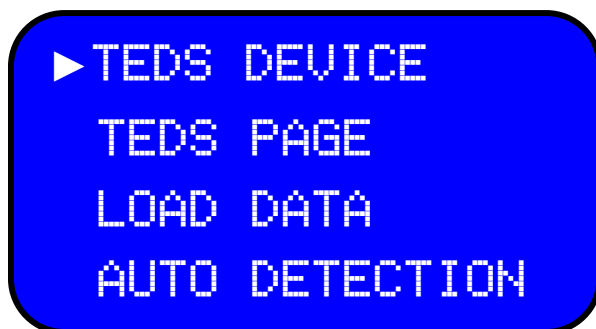 ►TEDS DEVICE
TEDS PAGE
LOAD DATA
AUTO DETECTION